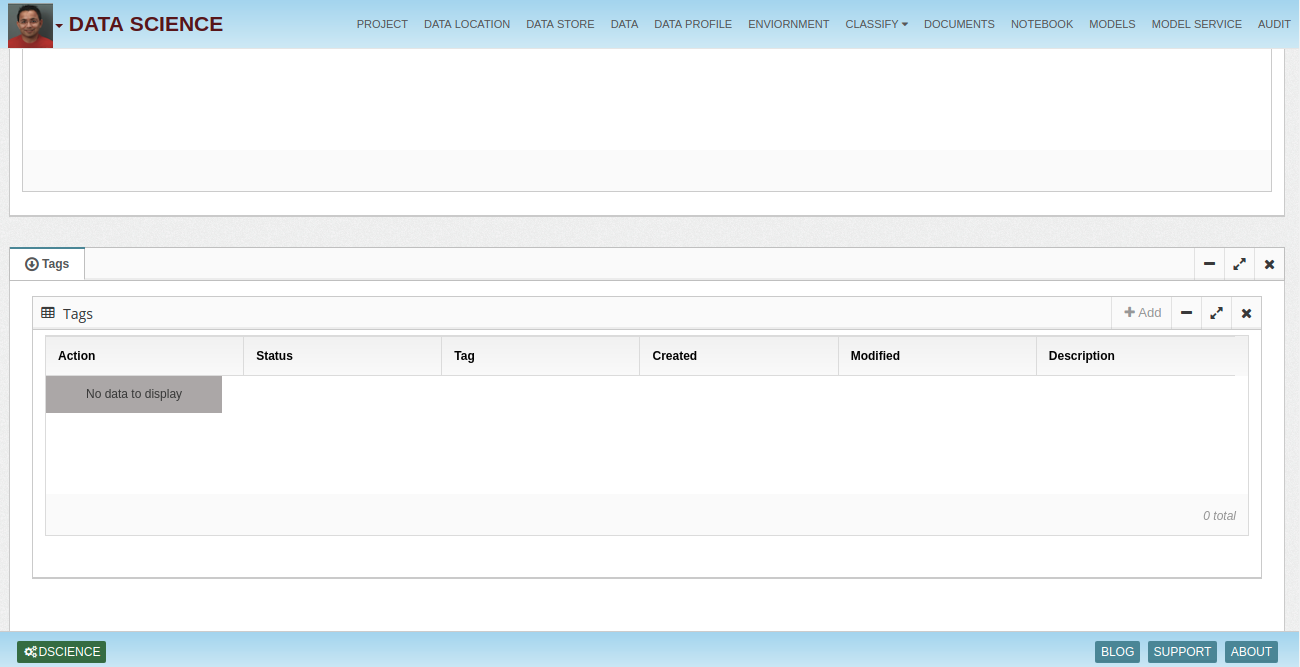 DATA SCIENCE
PROJECT DATA LOCATION DATA STORE DATA DATA PROFILE ENVIORNMENT CLASSIFY DOCUMENTS NOTEBOOK MODELS MODEL SERVICE AUDIT
Tags
Tags
Add
Action Status Tag Created Modified Description
No data to display
0 total
DSCIENCE
BLOG SUPPORT ABOUT